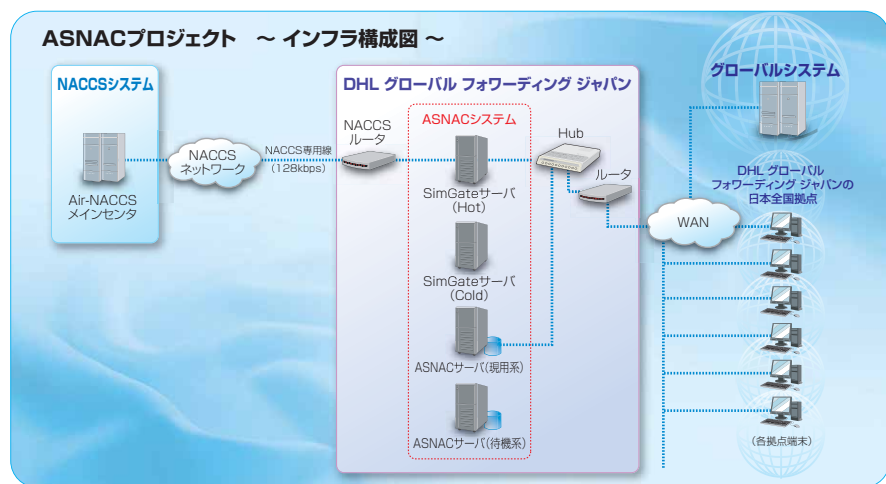 ASNACプロジェクト ～ インフラ構成図 ～
NACCSシステム
Air-NACCS
メインセンタ
NACCS
ネットワーク
NACCS専用線
(128kbps)
DHL グローバル フォワーディング ジャパン
NACCS
ルータ
ASNACシステム
SimGateサーバ
(Hot)
SimGateサーバ
(Cold)
ASNACサーバ(現用系)
ASNACサーバ(待機系)
Hub
ルータ
WAN
グローバルシステム
DHL グローバル
フォワーディング ジャパンの
日本全国拠点
(各拠点端末)